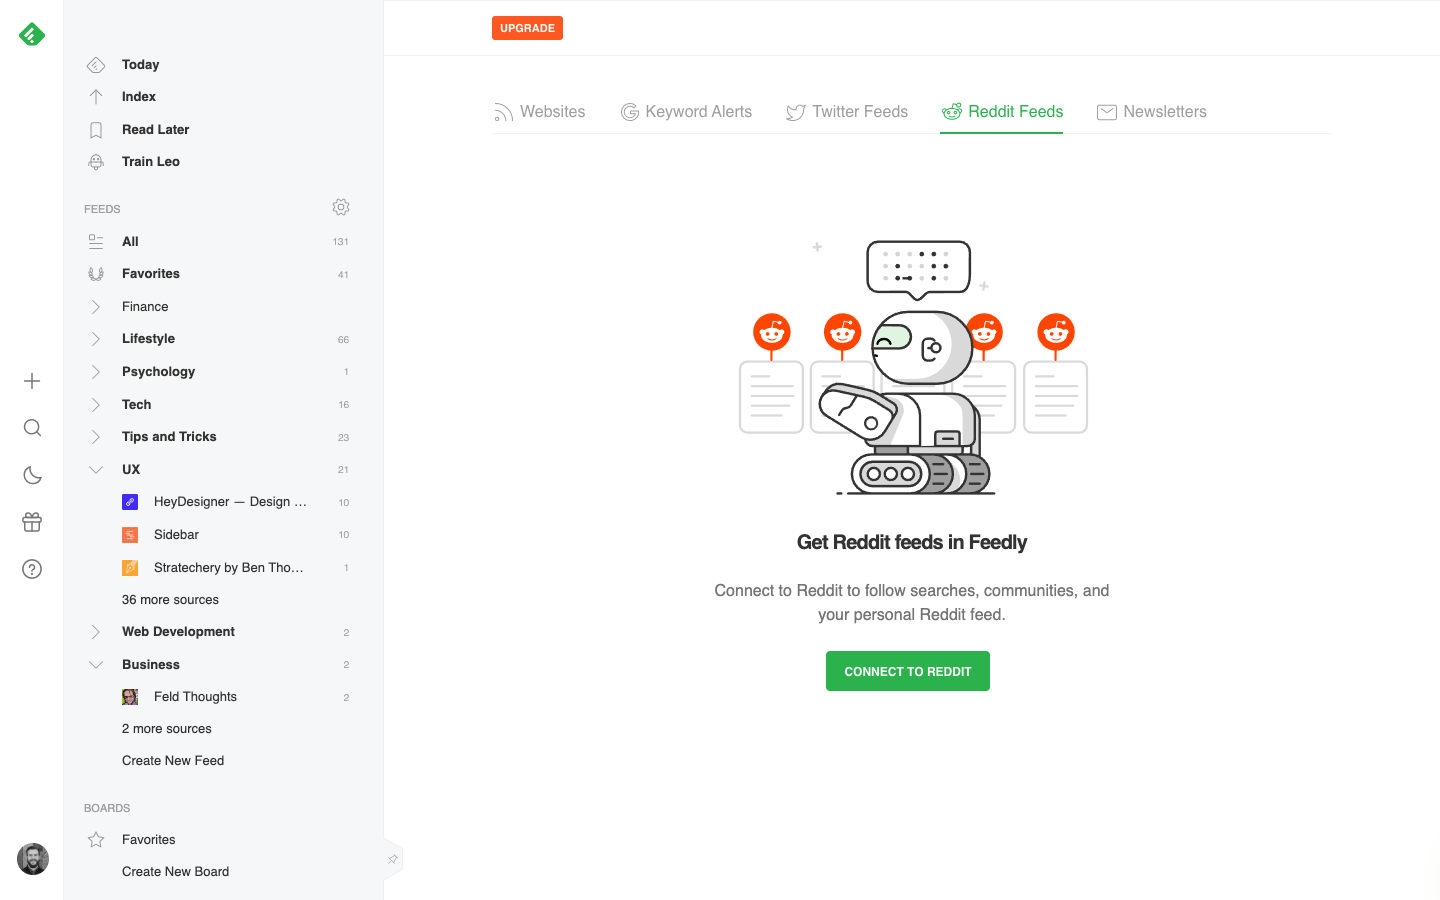 Today
Index
Read Later
Train Leo
FEEDS
All 131
Favorites 41
Finance
Lifestyle 66
Psychology 1
Tech 16
Tips and Tricks 23
UX 21
HeyDesigner — Design ... 10
Sidebar 10
Stratechery by Ben Tho... 1
36 more sources
Web Development 2
Business 2
Feld Thoughts 2
2 more sources
Create New Feed
BOARDS
Favorites
Create New Board
UPGRADE
Websites Keyword Alerts Twitter Feeds Reddit Feeds Newsletters
Get Reddit feeds in Feedly
Connect to Reddit to follow searches, communities, and
your personal Reddit feed.
CONNECT TO REDDIT